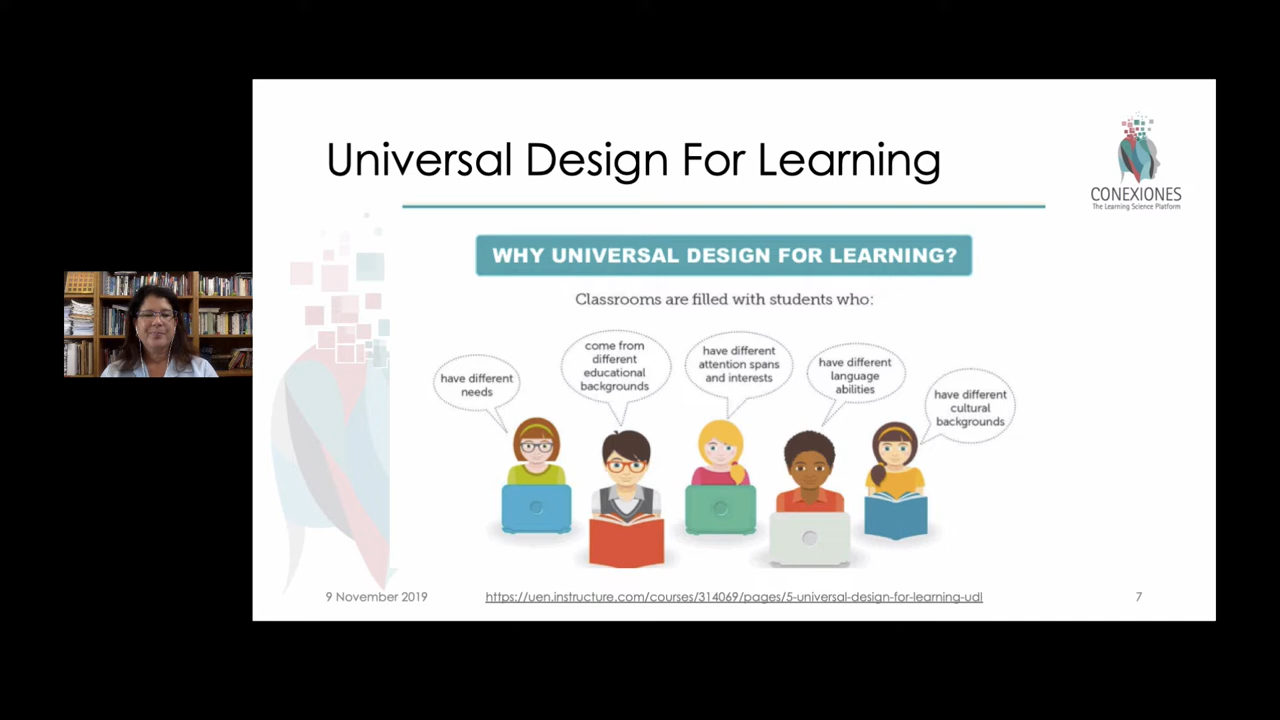 Universal Design For Learning
CONEXIONES
The Learning Science Platform
WHY UNIVERSAL DESIGN FOR LEARNING?
Classrooms are filled with students who:
have different
needs
come from
different
educational
backgrounds
have different
attention spans
and interests
have different
language
abilities
have different
cultural
backgrounds
9 November 2019
https://uen.instructure.com/courses/314069/pages/5-universal-design-for-learning-udl
7